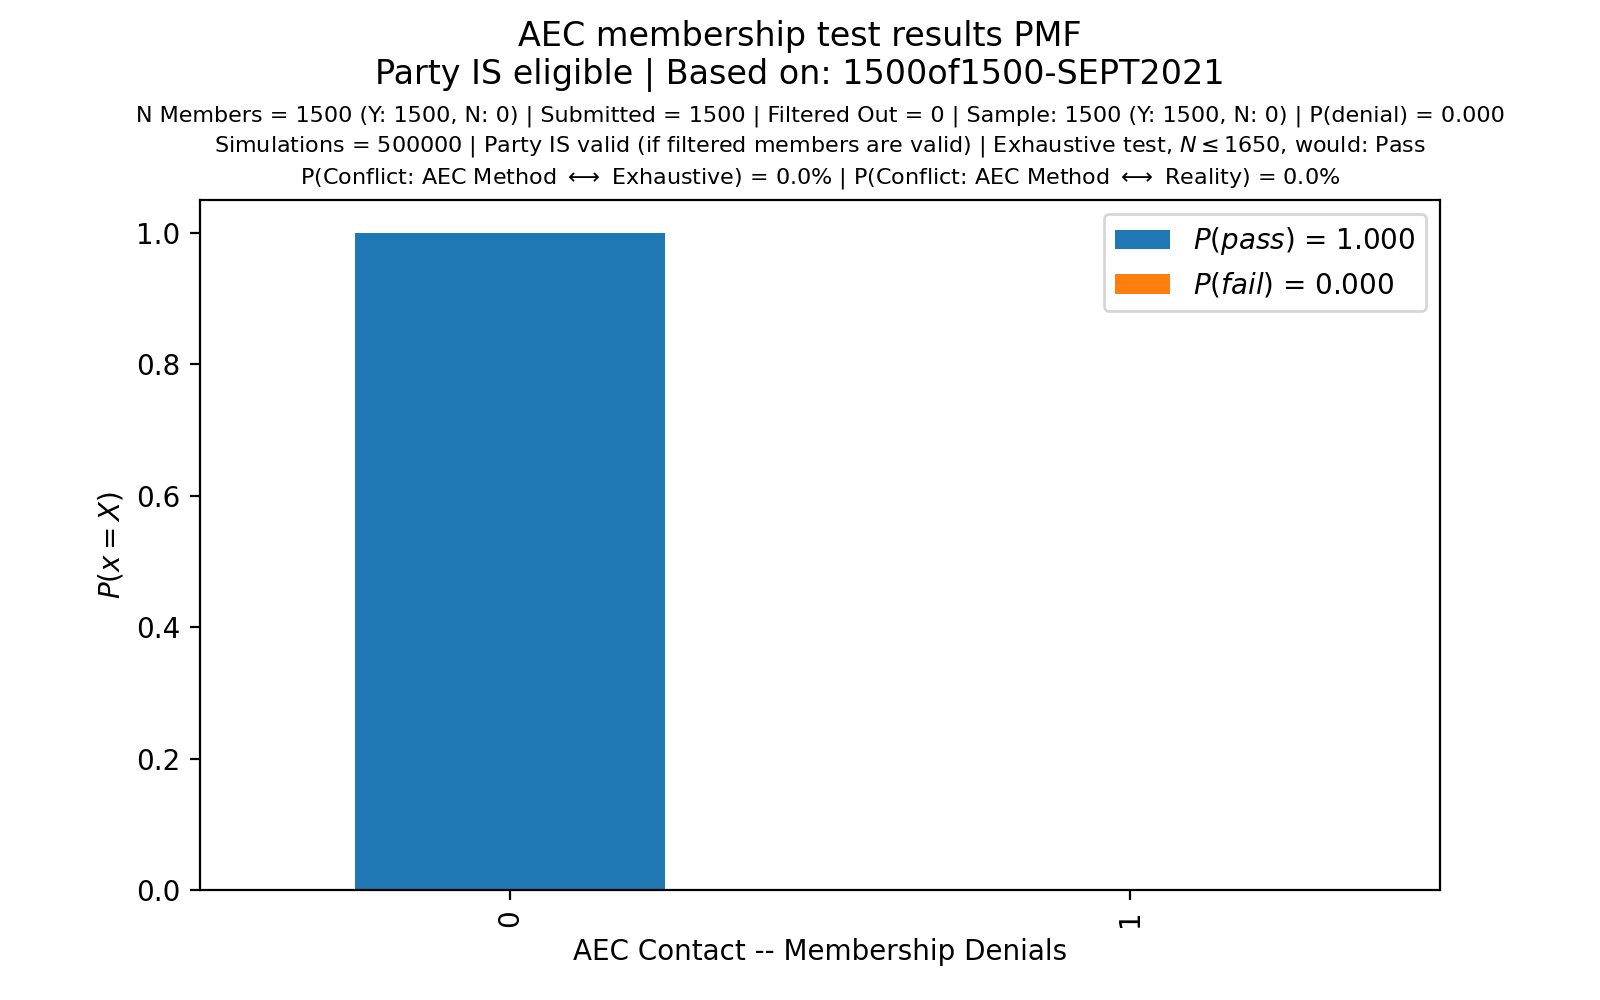 AEC membership test results PMF
Party IS eligible | Based on: 1500of1500-SEPT2021
N Members = 1500 (Y: 1500, N: 0) | Submitted = 1500 | Filtered Out = 0 | Sample: 1500 (Y: 1500, N: 0) | P(denial) = 0.000
Simulations = 500000 | Party IS valid (if filtered members are valid) | Exhaustive test, N ≤ 1650, would: Pass
P(Conflict: AEC Method ⟷ Exhaustive) = 0.0% | P(Conflict: AEC Method ⟷ Reality) = 0.0%
P(pass) = 1.000
P(fail) = 0.000
1.0
0.8
0.6
0.4
0.2
0.0
P(x = X)
0
1
AEC Contact -- Membership Denials